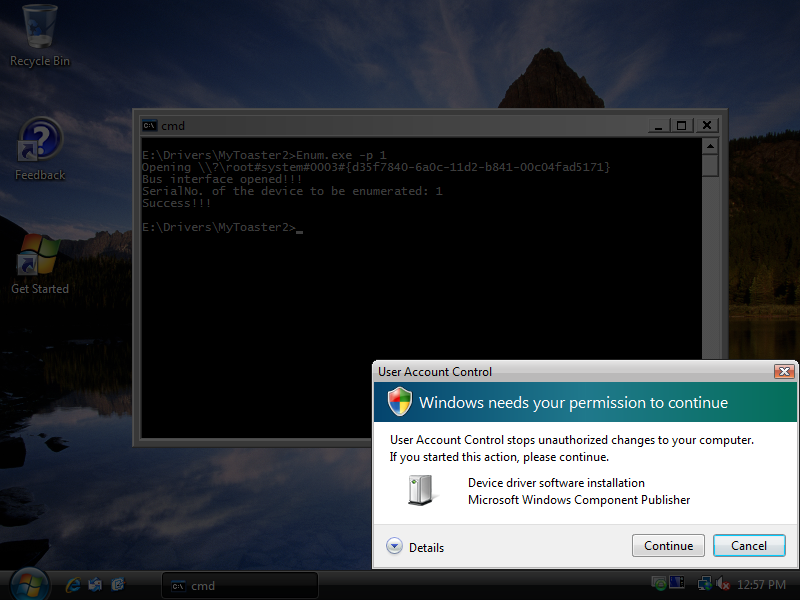 Recycle Bin
Feedback
Get Started
cmd
E:\Drivers\MyToaster2>Enum.exe -p 1
Opening \\?\root#system#0003#{d35f7840-6a0c-11d2-b841-00c04fad5171}
Bus interface opened!!!
SerialNo. of the device to be enumerated: 1
Success!!!
E:\Drivers\MyToaster2>_
User Account Control
Windows needs your permission to continue
User Account Control stops unauthorized changes to your computer.
If you started this action, please continue.
Device driver software installation
Microsoft Windows Component Publisher
Details
Continue
Cancel
cmd
12:57 PM